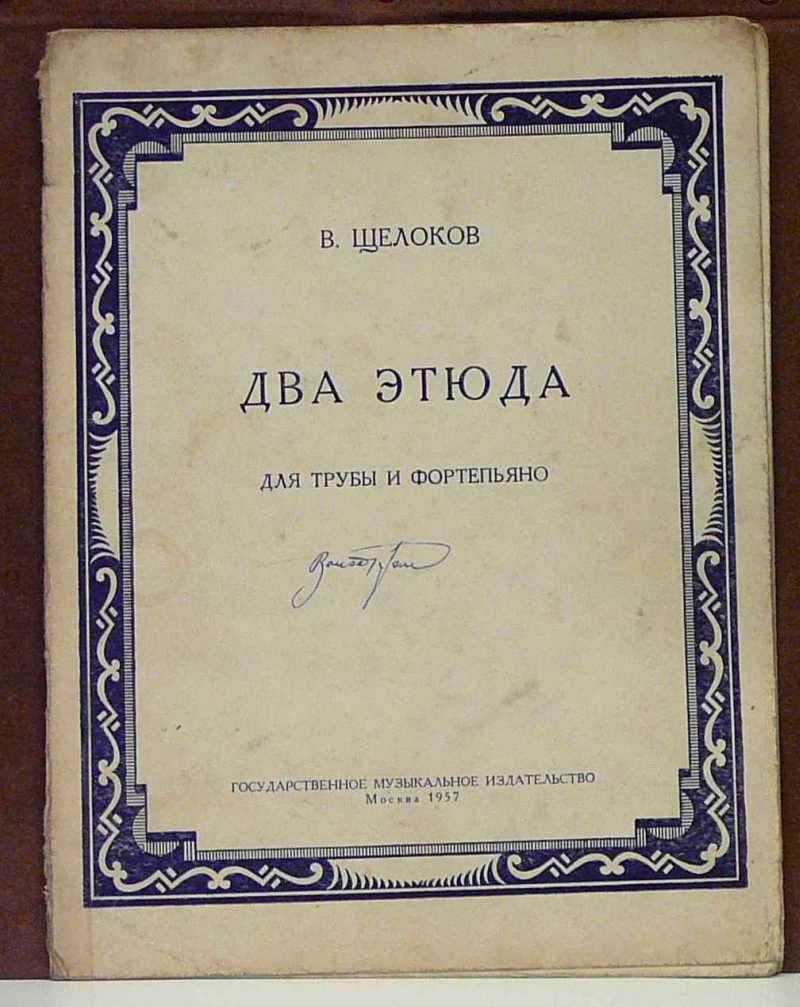 В. ЩЕЛОКОВ
ДВА ЭТЮДА
ДЛЯ ТРУБЫ И ФОРТЕПЬЯНО
ГОСУДАРСТВЕННОЕ МУЗЫКАЛЬНОЕ ИЗДАТЕЛЬСТВО
Москва 1957